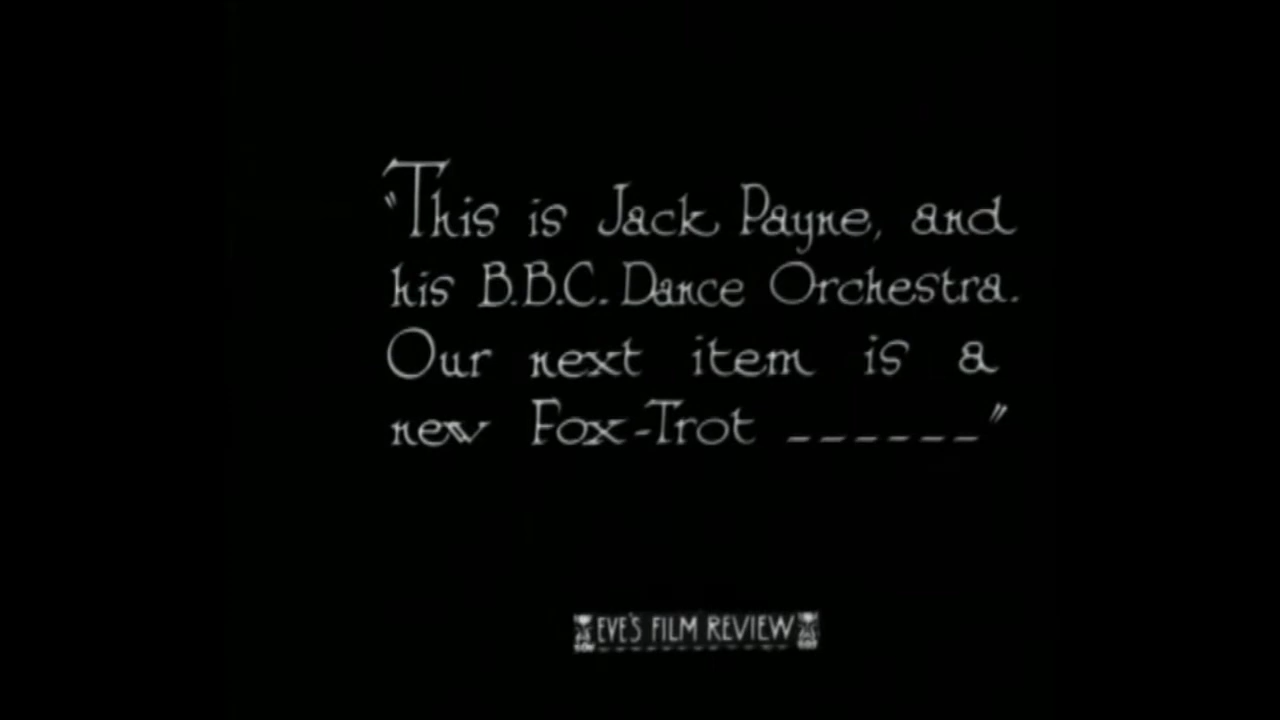 "This is Jack Payne, and
his B.B.C. Dance Orchestra.
Our next item is a
new Fox-Trot ------"
EVE'S FILM REVIEW